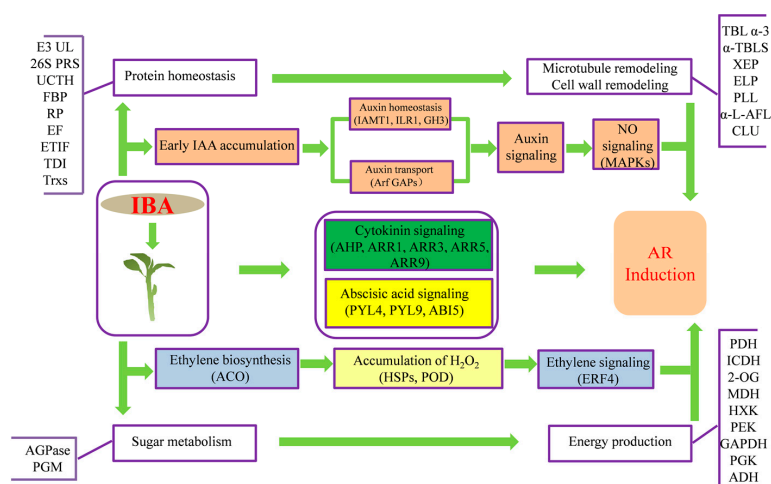 E3 UL
26S PRS
UCTH
FBP
RP
EF
ETIF
TDI
Trxs
Protein homeostasis
Microtubule remodeling
Cell wall remodeling
TBL α-3
α-TBLS
XEP
ELP
PLL
α-L-AFL
CLU
Early IAA accumulation
Auxin homeostasis
(IAMT1, ILR1, GH3)
Auxin transport
(Arf GAPs)
Auxin
signaling
NO
signaling
(MAPKs)
IBA
Cytokinin signaling
(AHP, ARR1, ARR3, ARR5,
ARR9)
Abscisic acid signaling
(PYL4, PYL9, ABI5)
AR
Induction
Ethylene biosynthesis
(ACO)
Accumulation of H₂O₂
(HSPs, POD)
Ethylene signaling
(ERF4)
AGPase
PGM
Sugar metabolism
Energy production
PDH
ICDH
2-OG
MDH
HXK
PEK
GAPDH
PGK
ADH